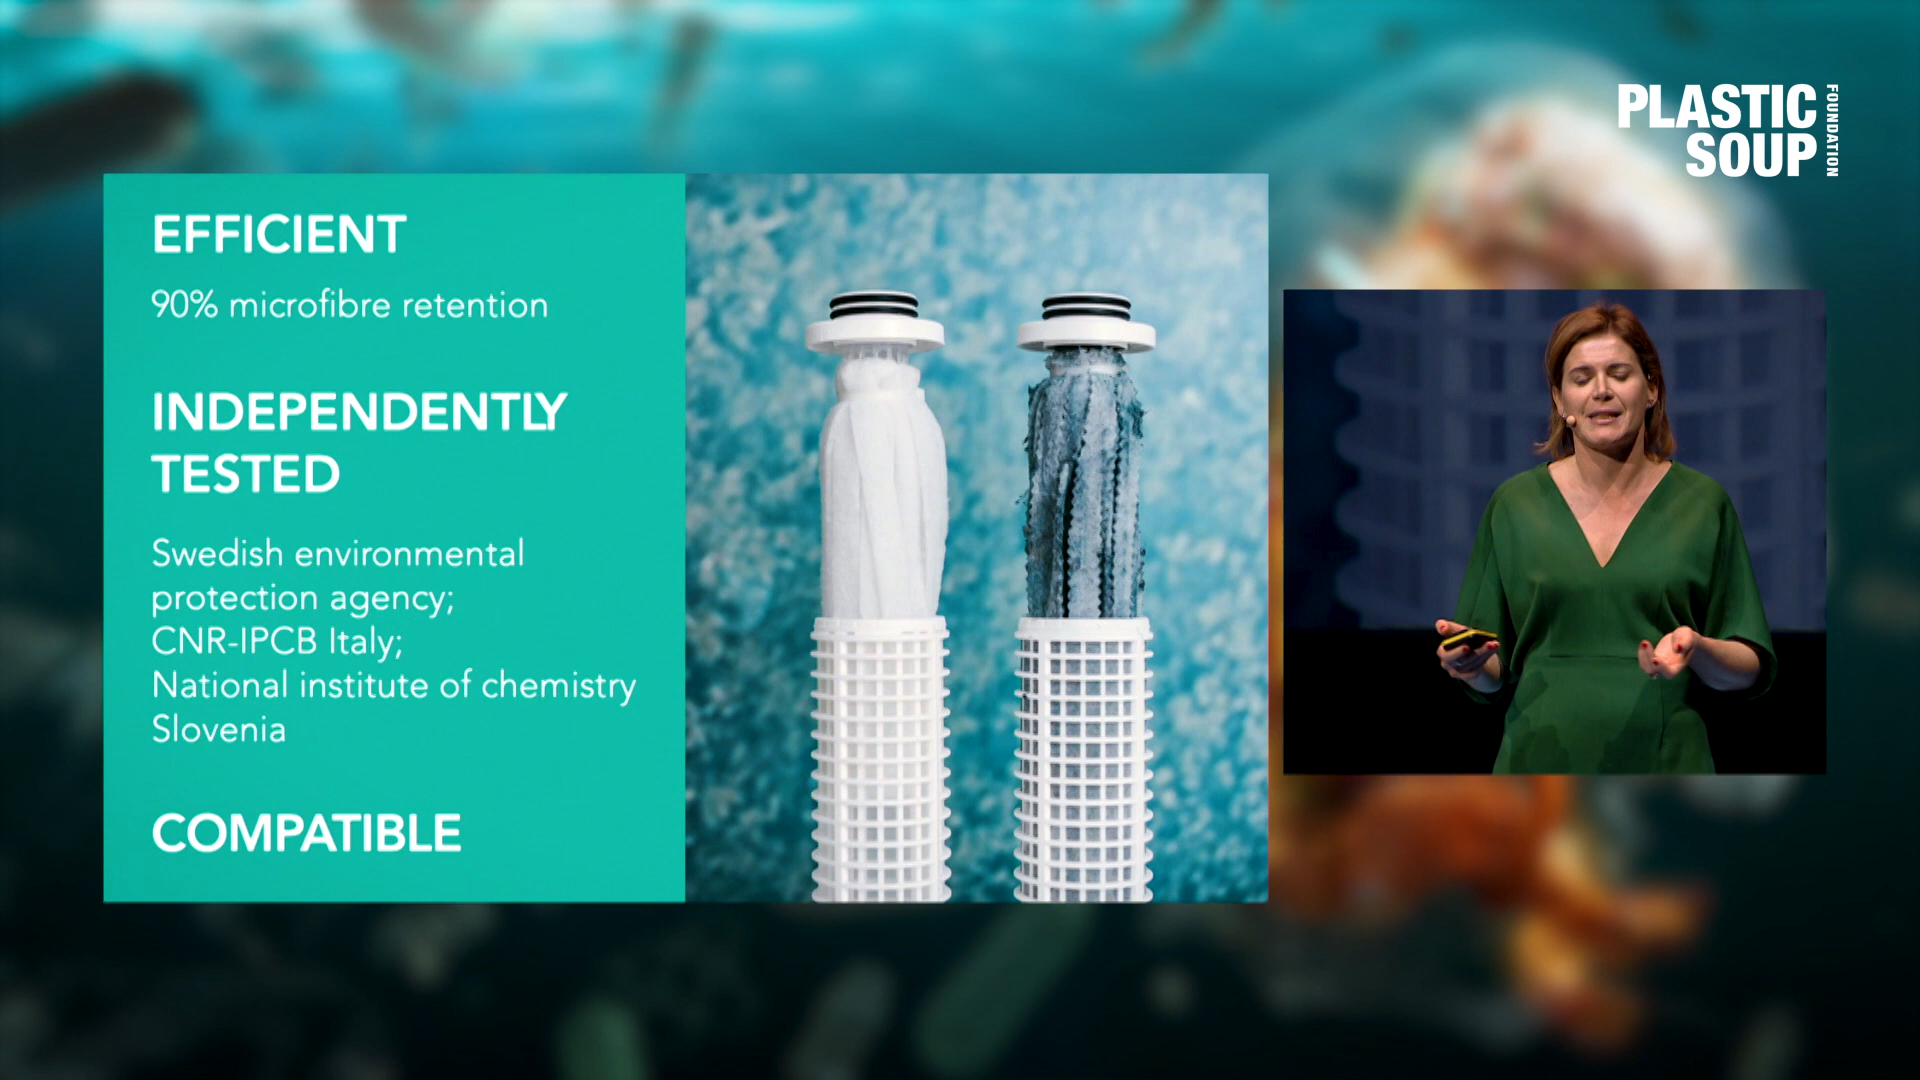 EFFICIENT
90% microfibre retention
INDEPENDENTLY
TESTED
Swedish environmental
protection agency;
CNR-IPCB Italy;
National institute of chemistry
Slovenia
COMPATIBLE
PLASTIC
SOUP
FOUNDATION